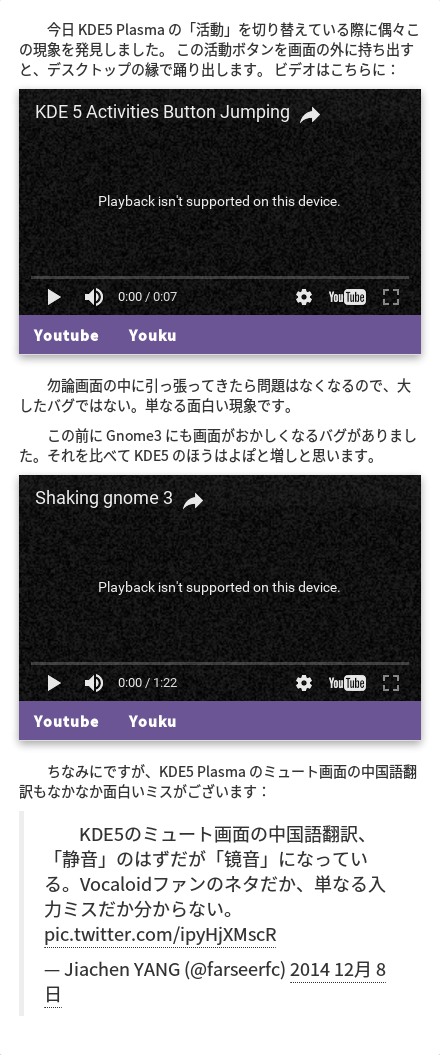 今日 KDE5 Plasma の「活動」を切り替えている際に偶々こ
の現象を発見しました。 この活動ボタンを画面の外に持ち出す
と、デスクトップの縁で踊り出します。 ビデオはこちらに：
KDE 5 Activities Button Jumping
Playback isn't supported on this device.
0:00 / 0:07
YouTube
Youtube Youku
勿論画面の中に引っ張ってきたら問題はなくなるので、大
したバグではない。単なる面白い現象です。
この前に Gnome3 にも画面がおかしくなるバグがありまし
た。それを比べて KDE5 のほうはよぽと増しと思います。
Shaking gnome 3
Playback isn't supported on this device.
0:00 / 1:22
YouTube
Youtube Youku
ちなみにですが、KDE5 Plasma のミュート画面の中国語翻
訳もなかなか面白いミスがございます：
KDE5のミュート画面の中国語翻訳、
「静音」のはずだが「镜音」になってい
る。Vocaloidファンのネタだか、単なる入
力ミスだか分からない。
pic.twitter.com/ipyHjXMscR
— Jiachen YANG (@farseerfc) 2014 12月 8
日